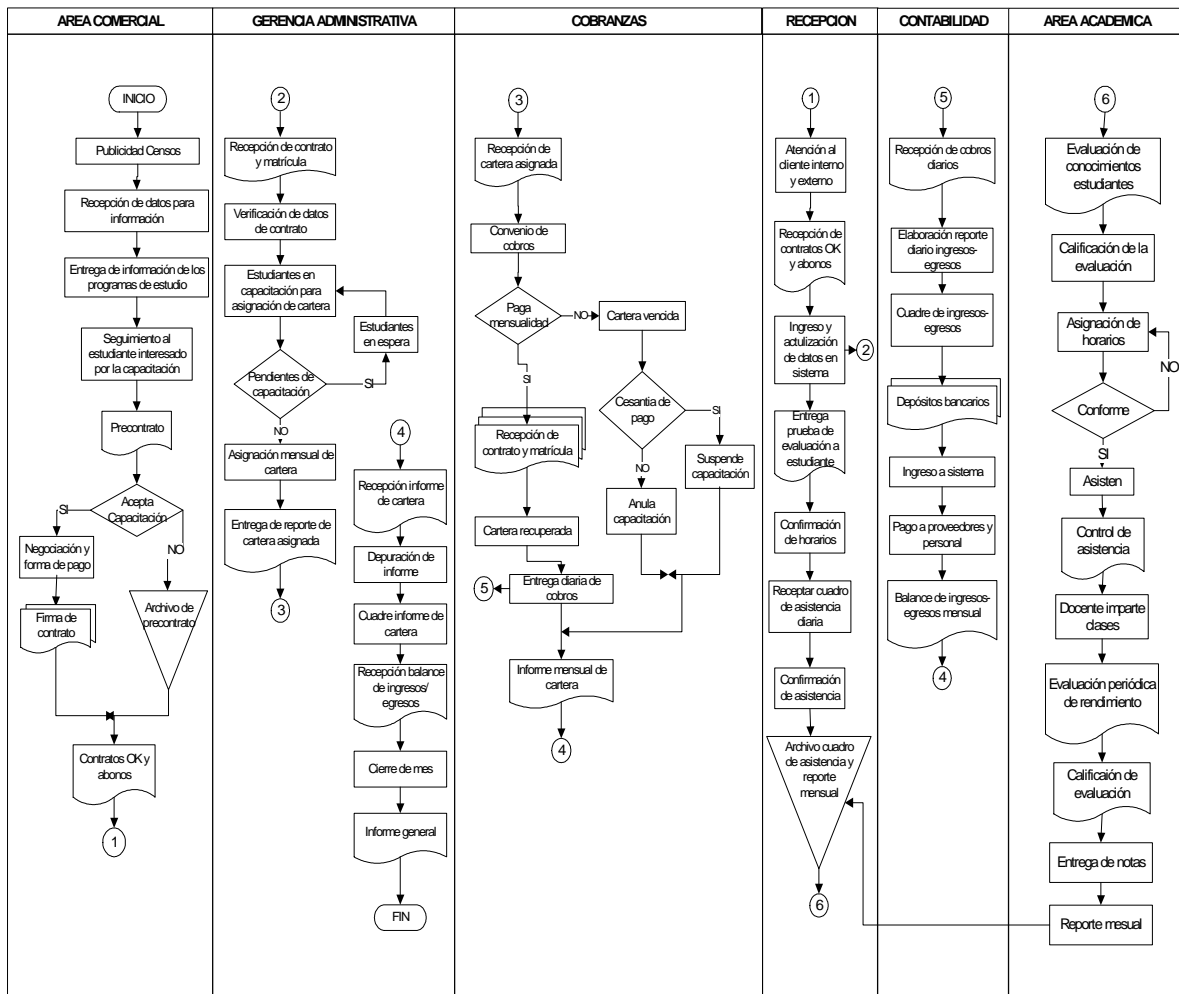 AREA COMERCIAL
INICIO
Publicidad Censos
Recepción de datos para
información
Entrega de información de los
programas de estudio
Seguimiento al
estudiante interesado
por la capacitación
Precontrato
Acepta
Capacitación
SI
NO
Negociación y
forma de pago
Firma de
contrato
Archivo de
precontrato
Contratos OK y
abonos
1
GERENCIA ADMINISTRATIVA
2
Recepción de contrato
y matrícula
Verificación de datos
de contrato
Estudiantes en
capacitación para
asignación de cartera
Estudiantes
en espera
Pendientes de
capacitación
SI
NO
Asignación mensual de
cartera
Entrega de reporte de
cartera asignada
3
4
Recepción informe
de cartera
Depuración de
informe
Cuadre informe de
cartera
Recepción balance
de ingresos/
egresos
Cierre de mes
Informe general
FIN
COBRANZAS
3
Recepción de
cartera asignada
Convenio de
cobros
Paga
mensualidad
NO
Cartera vencida
SI
Cesantia de
pago
SI
NO
Recepción de
contrato y matrícula
Suspende
capacitación
Anula
capacitación
Cartera recuperada
5
Entrega diaria de
cobros
Informe mensual de
cartera
4
RECEPCION
1
Atención al
cliente interno
y externo
Recepción de
contratos OK
y abonos
Ingreso y
actulización
de datos en
sistema
2
Entrega
prueba de
evaluación a
estudiante
Confirmación
de horarios
Receptar cuadro
de asistencia
diaria
Confirmación
de asistencia
Archivo cuadro
de asistencia y
reporte
mensual
6
CONTABILIDAD
5
Recepción de cobros
diarios
Elaboración reporte
diario ingresos-
egresos
Cuadre de ingresos-
egresos
Depósitos bancarios
Ingreso a sistema
Pago a proveedores y
personal
Balance de ingresos-
egresos mensual
4
AREA ACADEMICA
6
Evaluación de
conocimientos
estudiantes
Calificación de la
evaluación
Asignación de
horarios
NO
Conforme
SI
Asisten
Control de
asistencia
Docente imparte
clases
Evaluación periódica
de rendimiento
Calificaión de
evaluación
Entrega de notas
Reporte mesual